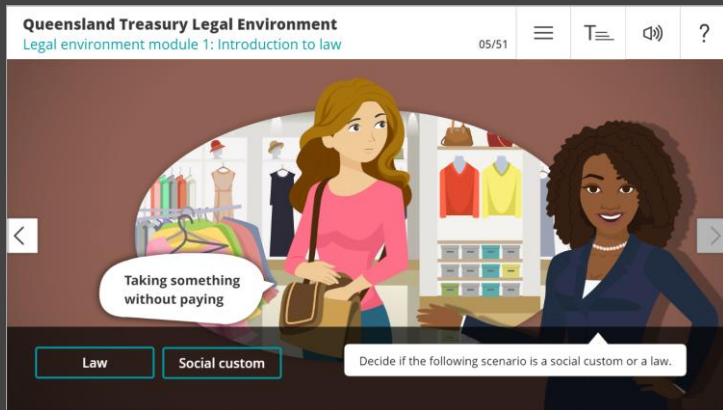 Queensland Treasury Legal Environment
Legal environment module 1: Introduction to law
05/51
T
?
Taking something
without paying
Law
Social custom
Decide if the following scenario is a social custom or a law.